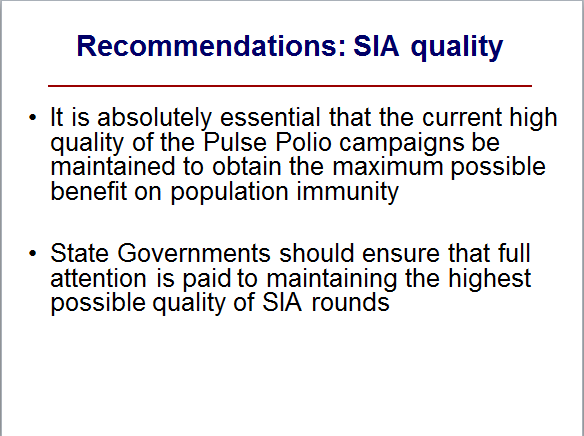 Recommendations: SIA quality
• It is absolutely essential that the current high
quality of the Pulse Polio campaigns be
maintained to obtain the maximum possible
benefit on population immunity
• State Governments should ensure that full
attention is paid to maintaining the highest
possible quality of SIA rounds